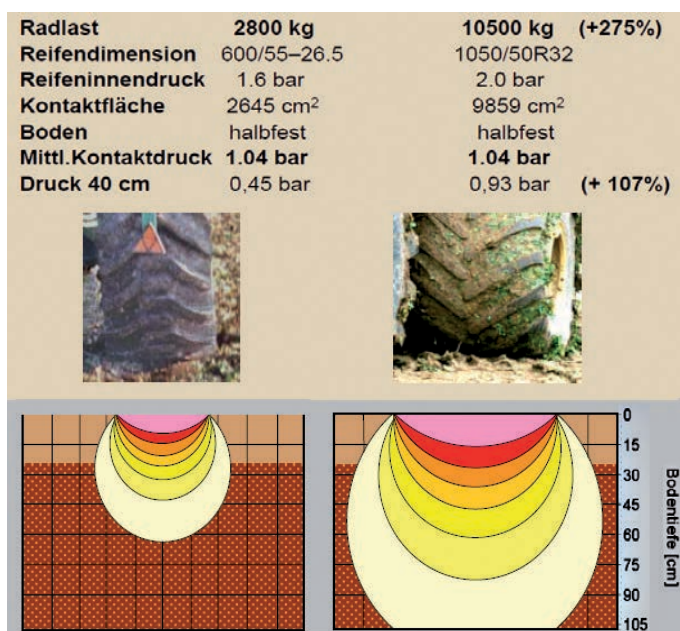 Radlast 2800 kg 10500 kg (+275%)
Reifendimension 600/55–26.5 1050/50R32
Reifeninnendruck 1.6 bar 2.0 bar
Kontaktfläche 2645 cm² 9859 cm²
Boden halbfest halbfest
Mittl.Kontaktdruck 1.04 bar 1.04 bar
Druck 40 cm 0,45 bar 0,93 bar (+ 107%)
0
15
30
45
60
75
90
105
Bodentiefe [cm]